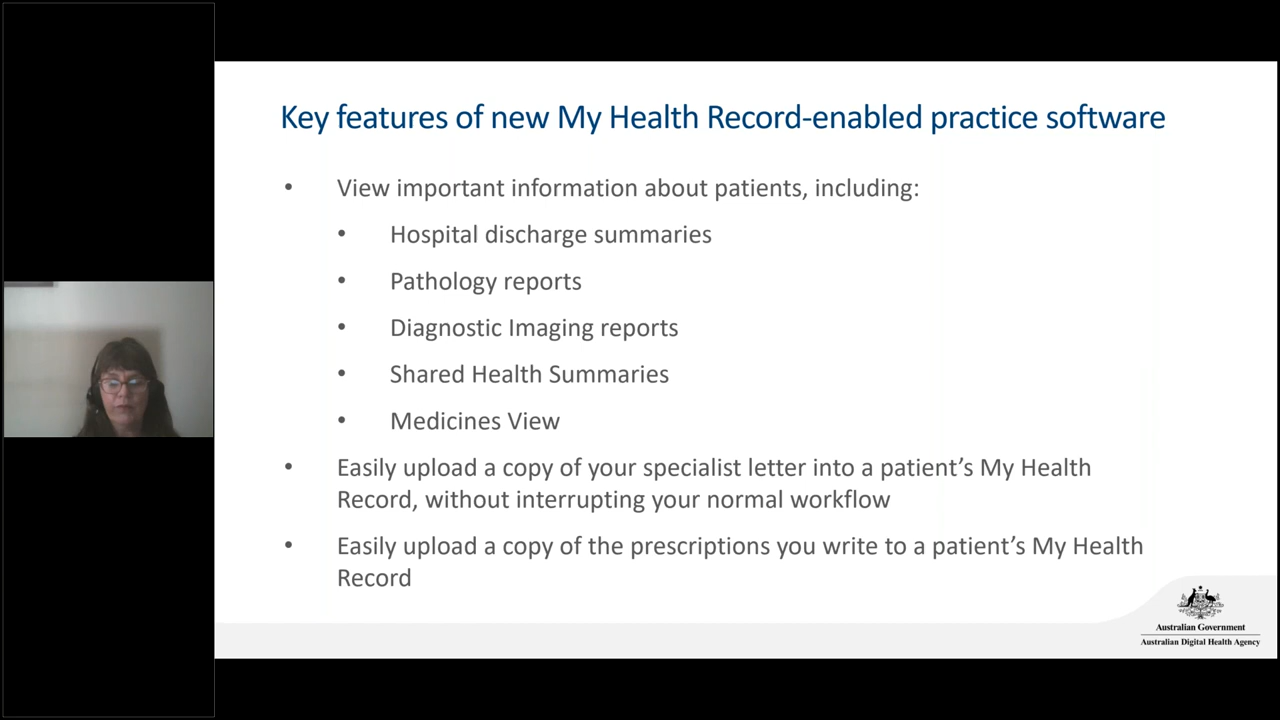 Key features of new My Health Record-enabled practice software
• View important information about patients, including:
• Hospital discharge summaries
• Pathology reports
• Diagnostic Imaging reports
• Shared Health Summaries
• Medicines View
• Easily upload a copy of your specialist letter into a patient’s My Health
Record, without interrupting your normal workflow
• Easily upload a copy of the prescriptions you write to a patient’s My Health
Record
Australian Government
Australian Digital Health Agency